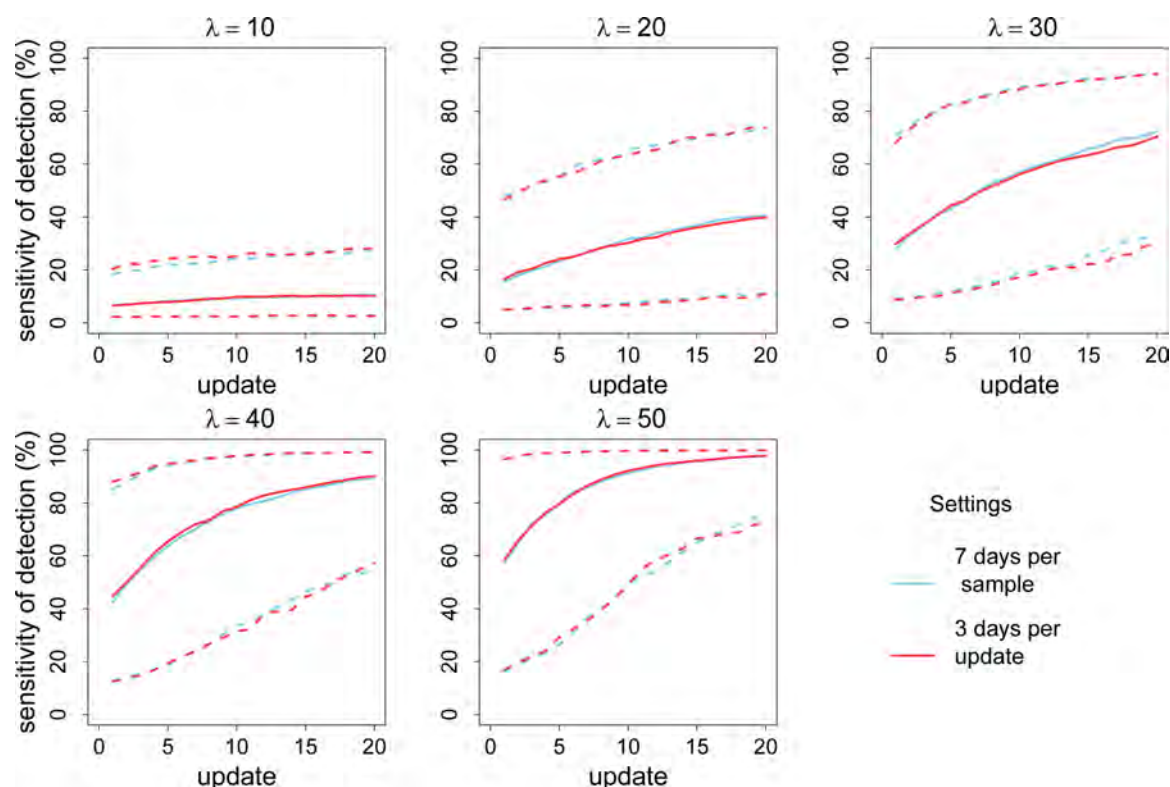 λ = 10
λ = 20
λ = 30
sensitivity of detection (%)
0 20 40 60 80 100
0 20 40 60 80 100
0 20 40 60 80 100
0 5 10 15 20
0 5 10 15 20
0 5 10 15 20
update
update
update
λ = 40
λ = 50
sensitivity of detection (%)
0 20 40 60 80 100
0 20 40 60 80 100
0 5 10 15 20
0 5 10 15 20
update
update
Settings
7 days per
sample
3 days per
update